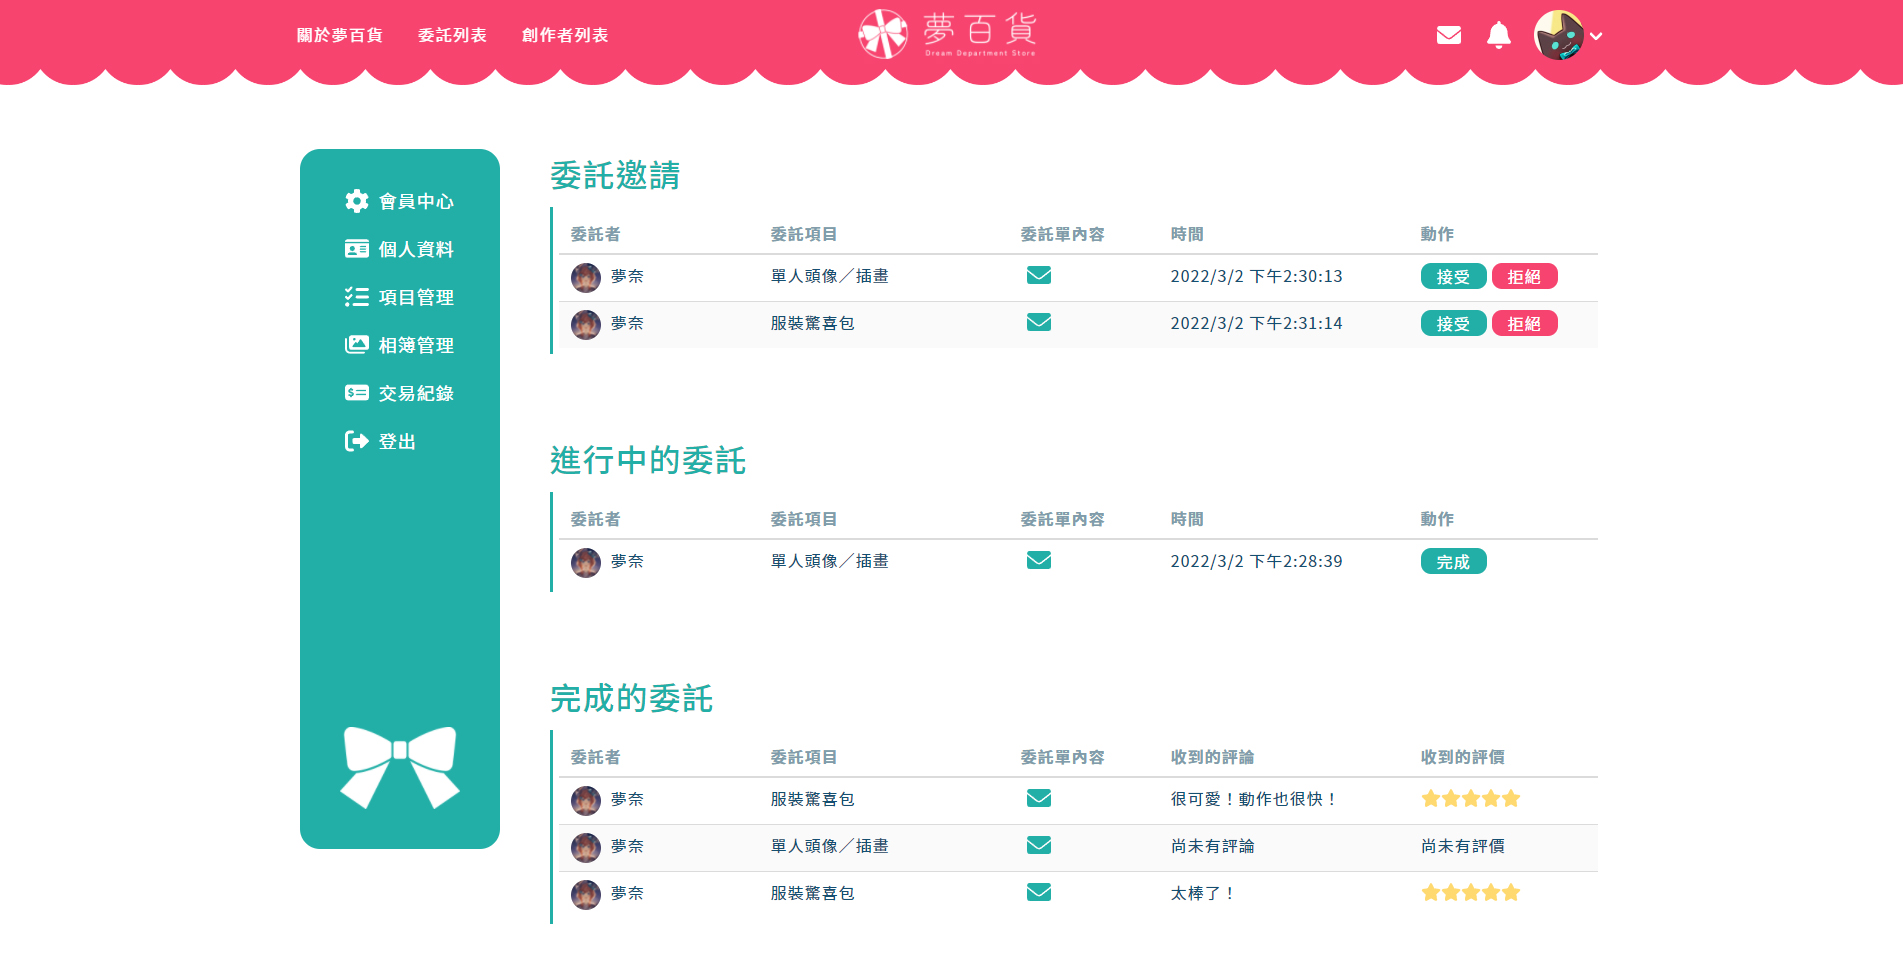 關於夢百貨 委託列表 創作者列表 夢百貨
Dream Department Store
會員中心
個人資料
項目管理
相簿管理
交易紀錄
登出
委託邀請
委託者 委託項目 委託單內容 時間 動作
夢奈 單人頭像／插畫 2022/3/2 下午2:30:13 接受 拒絕
夢奈 服裝驚喜包 2022/3/2 下午2:31:14 接受 拒絕
進行中的委託
委託者 委託項目 委託單內容 時間 動作
夢奈 單人頭像／插畫 2022/3/2 下午2:28:39 完成
完成的委託
委託者 委託項目 委託單內容 收到的評論 收到的評價
夢奈 服裝驚喜包 很可愛！動作也很快！
夢奈 單人頭像／插畫 尚未有評論 尚未有評價
夢奈 服裝驚喜包 太棒了！